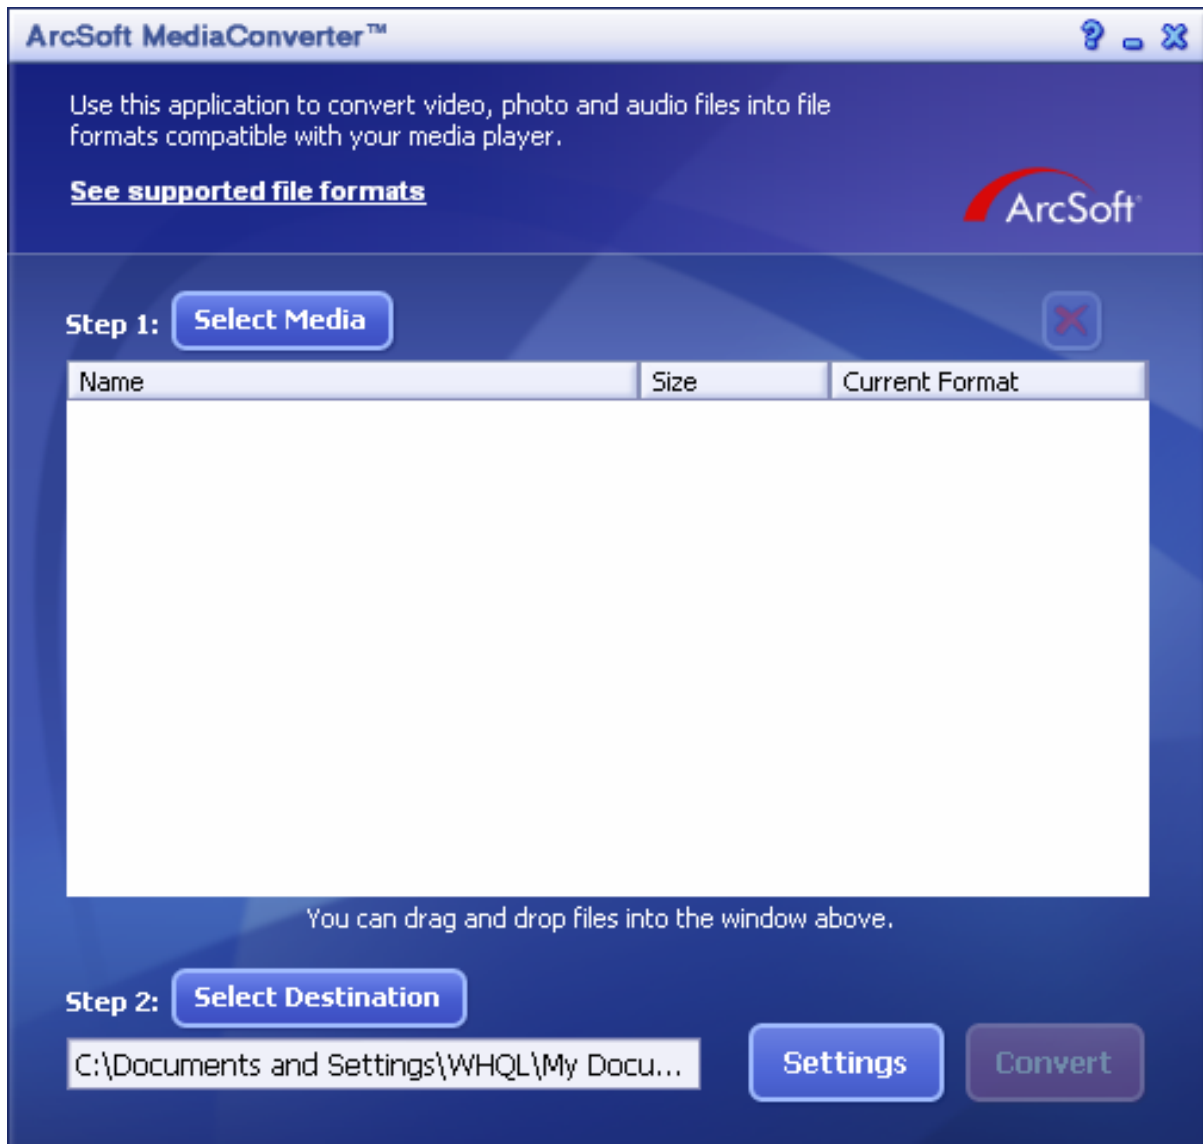 ArcSoft MediaConverter™
Use this application to convert video, photo and audio files into file
formats compatible with your media player.
See supported file formats
ArcSoft
Step 1: Select Media
Name Size Current Format
You can drag and drop files into the window above.
Step 2: Select Destination
C:\Documents and Settings\WHQL\My Docu...
Settings Convert